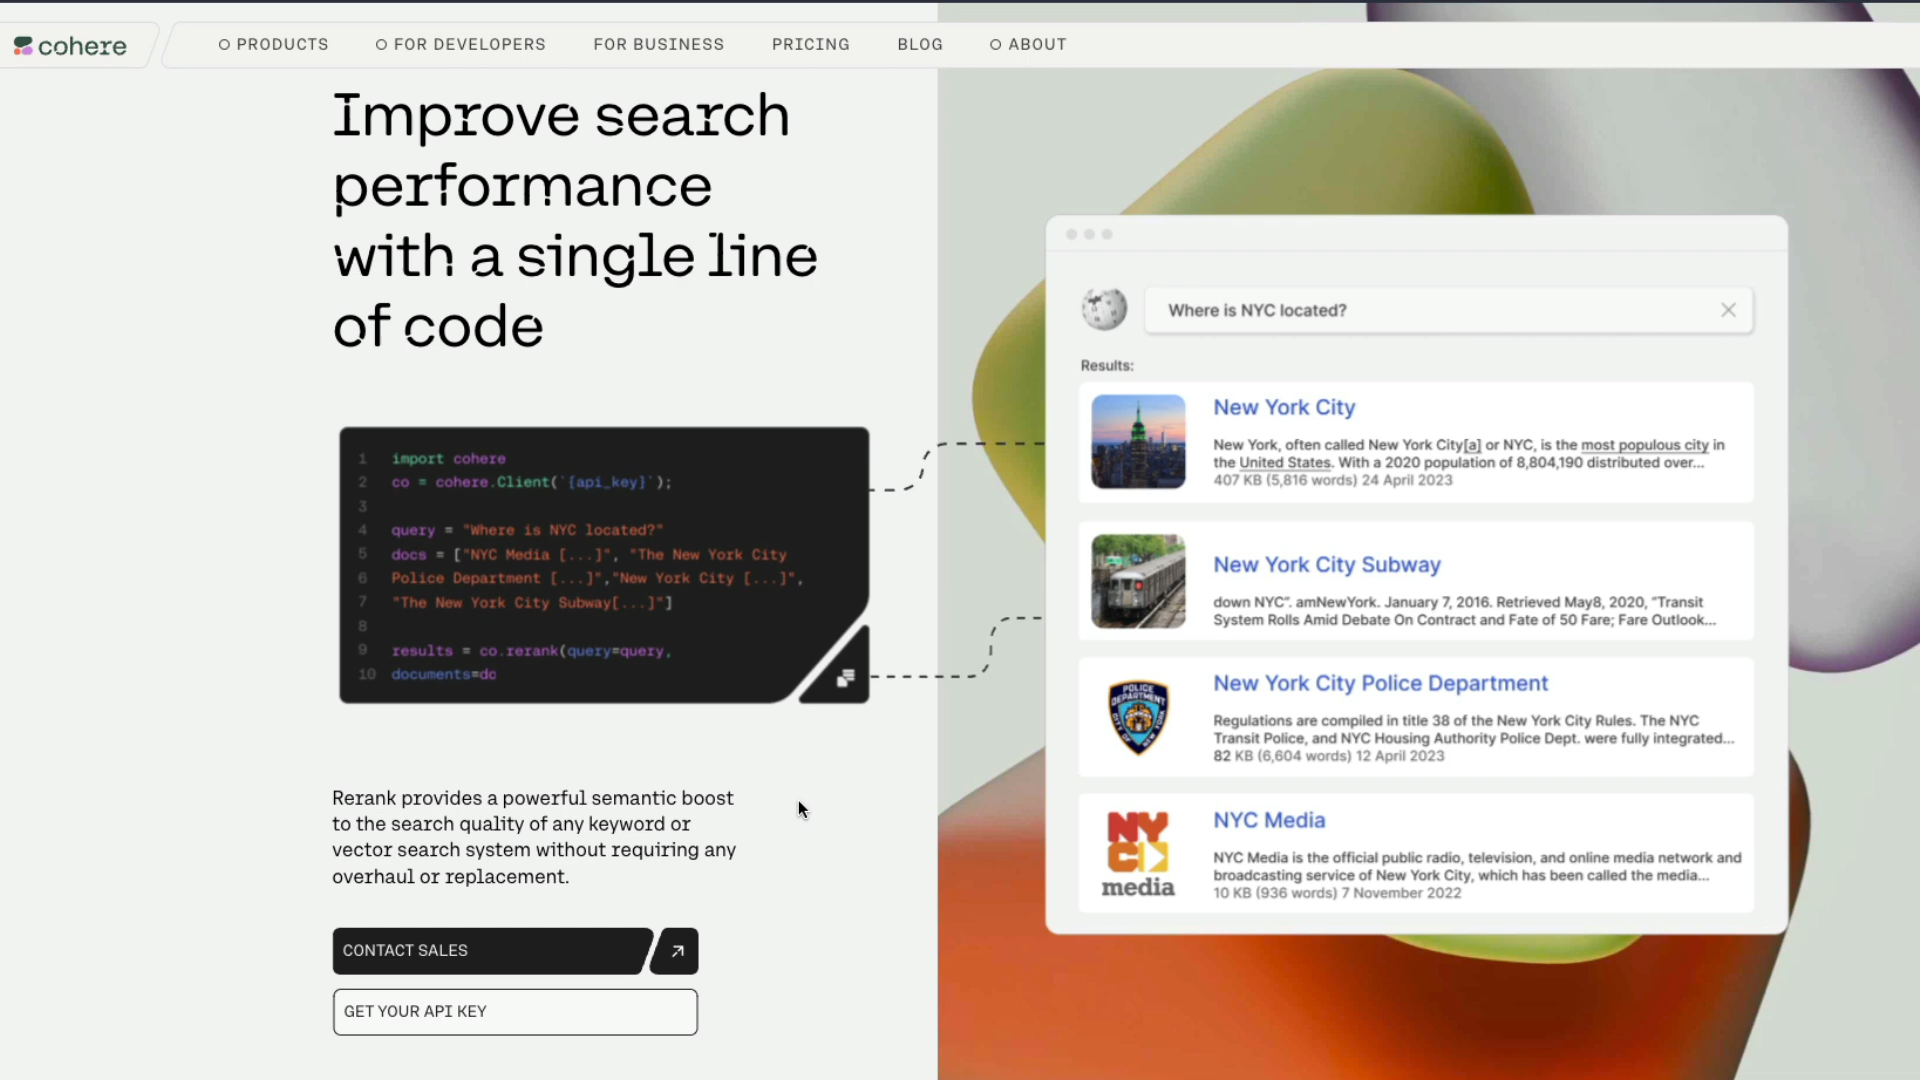 cohere
PRODUCTS
FOR DEVELOPERS
FOR BUSINESS
PRICING
BLOG
ABOUT
Improve search
performance
with a single line
of code
1 import cohere
2 co = cohere.Client(`{api_key}`);
3
4 query = "Where is NYC located?"
5 docs = ["NYC Media [...]", "The New York City
6 Police Department [...]","New York City [...]",
7 "The New York City Subway[...]"]
8
9 results = co.rerank(query=query,
10 documents=do
Rerank provides a powerful semantic boost
to the search quality of any keyword or
vector search system without requiring any
overhaul or replacement.
CONTACT SALES
GET YOUR API KEY
Where is NYC located?
Results:
New York City
New York, often called New York City[a] or NYC, is the most populous city in
the United States. With a 2020 population of 8,804,190 distributed over...
407 KB (5,816 words) 24 April 2023
New York City Subway
down NYC”. amNewYork. January 7, 2016. Retrieved May8, 2020, “Transit
System Rolls Amid Debate On Contract and Fate of 50 Fare; Fare Outlook...
New York City Police Department
Regulations are compiled in title 38 of the New York City Rules. The NYC
Transit Police, and NYC Housing Authority Police Dept. were fully integrated...
82 KB (6,604 words) 12 April 2023
POLICE
DEPARTMENT
CITY OF
NEW YORK
NYC Media
NYC Media is the official public radio, television, and online media network and
broadcasting service of New York City, which has been called the media...
10 KB (936 words) 7 November 2022
NY
C
media